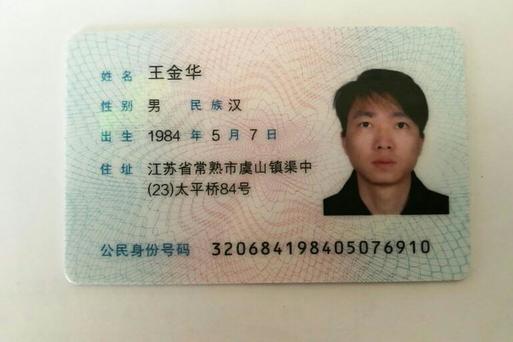 姓名 王金华
性别 男 民族 汉
出生 1984 年 5 月 7 日
住址 江苏省常熟市虞山镇渠中
(23)太平桥84号
公民身份号码 320684198405076910